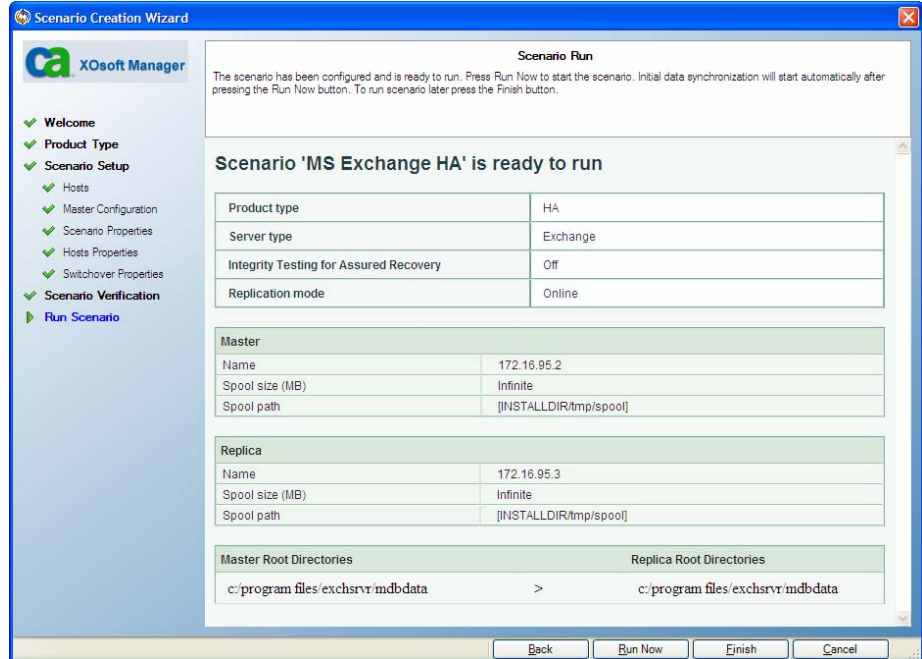 Scenario Creation Wizard
ca XOsoft Manager
Welcome
Product Type
Scenario Setup
Hosts
Master Configuration
Scenario Properties
Hosts Properties
Switchover Properties
Scenario Verification
Run Scenario
Scenario Run
The scenario has been configured and is ready to run. Press Run Now to start the scenario. Initial data synchronization will start automatically after
pressing the Run Now button. To run scenario later press the Finish button.
Scenario 'MS Exchange HA' is ready to run
Product type HA
Server type Exchange
Integrity Testing for Assured Recovery Off
Replication mode Online
Master
Name 172.16.95.2
Spool size (MB) Infinite
Spool path [INSTALLDIR/tmp/spool]
Replica
Name 172.16.95.3
Spool size (MB) Infinite
Spool path [INSTALLDIR/tmp/spool]
Master Root Directories Replica Root Directories
c:/program files/exchsrvr/mdbdata > c:/program files/exchsrvr/mdbdata
Back Run Now Finish Cancel